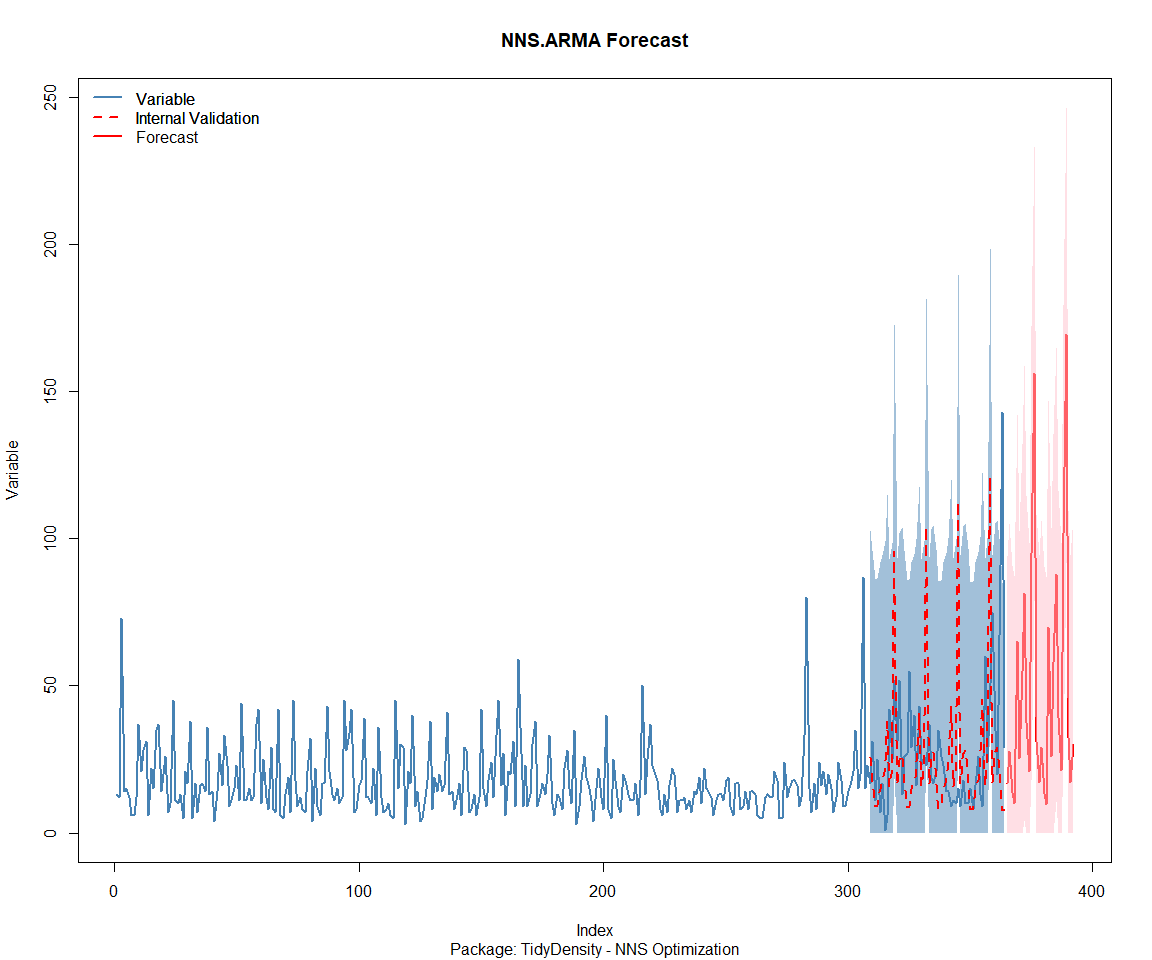 NNS.ARMA Forecast
Variable
Internal Validation
Forecast
250
200
150
100
50
0
Variable
0 100 200 300 400
Index
Package: TidyDensity - NNS Optimization